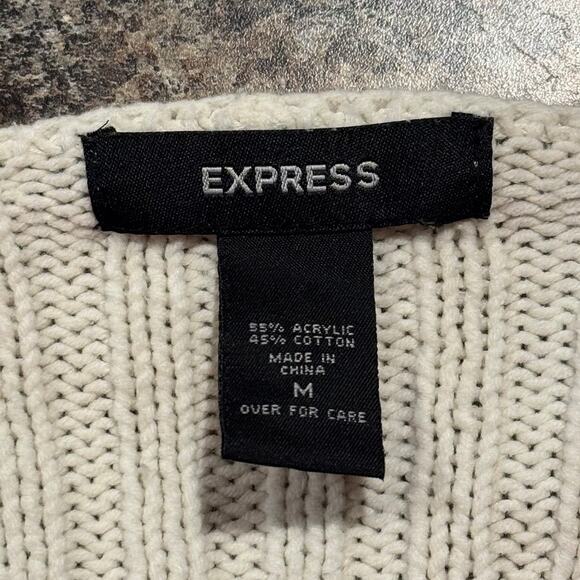 EXPRESS
55% ACRYLIC
45% COTTON
MADE IN
CHINA
M
OVER FOR CARE